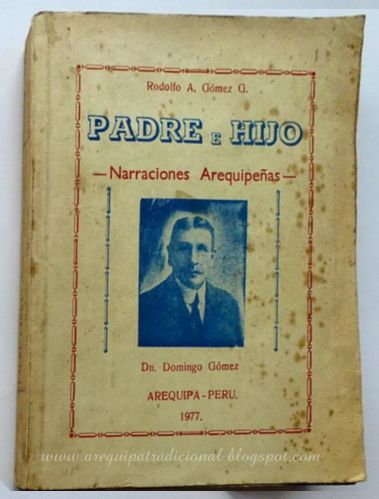 Rodolfo A. Gómez G.
PADRE E HIJO
—Narraciones Arequipeñas—
Dn. Domingo Gómez
AREQUIPA-PERU.
1977.
www.arequipatradicional.blogspot.com